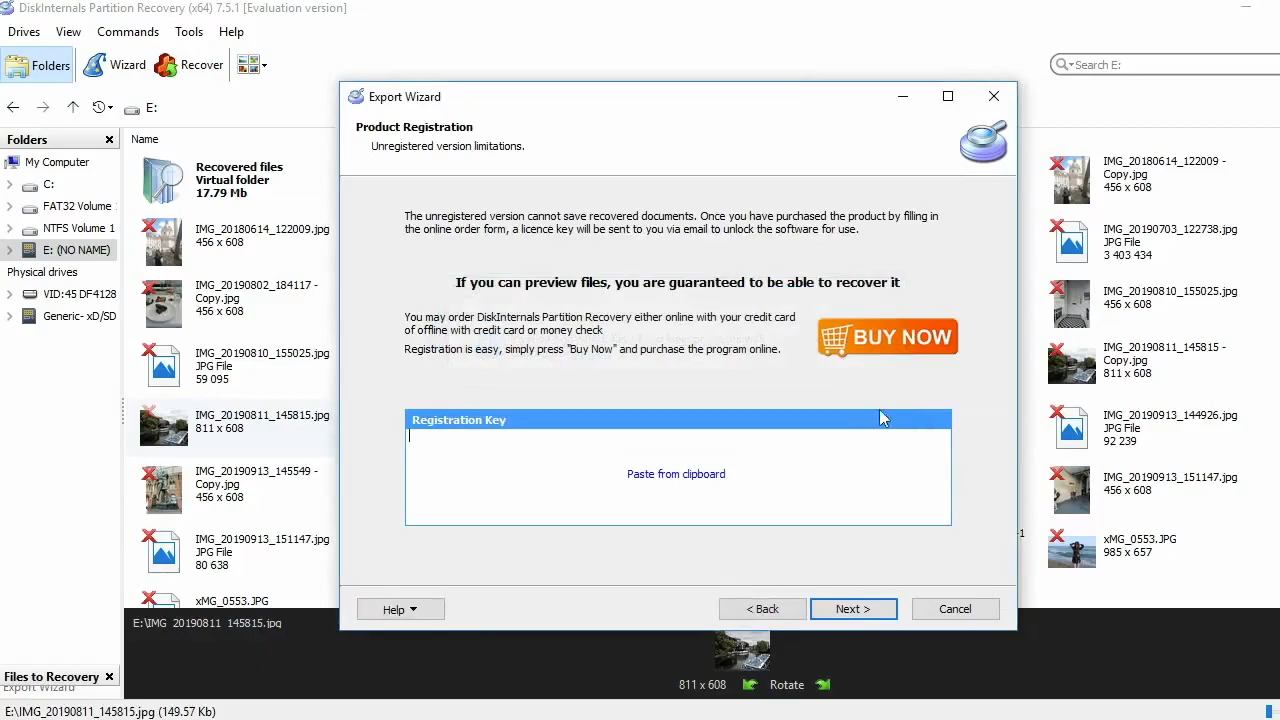 DiskInternals Partition Recovery (x64) 7.5.1 [Evaluation version]
Drives View Commands Tools Help
Folders Wizard Recover
Search E:
E:
Folders
My Computer
C:
FAT32 Volume
NTFS Volume 1
E: (NO NAME)
Physical drives
VID:45 DF4128
Generic- xD/SD
Files to Recovery
Export Wizard
Name
Recovered files
Virtual folder
17.79 Mb
IMG_20180614_122009.jpg
456 x 608
IMG_20190802_184117 -
Copy.jpg
456 x 608
IMG_20190810_155025.jpg
JPG File
59 095
IMG_20190811_145815.jpg
811 x 608
IMG_20190913_145549 -
Copy.jpg
456 x 608
IMG_20190913_151147.jpg
JPG File
80 638
xMG_0553.JPG
Export Wizard
Product Registration
Unregistered version limitations.
The unregistered version cannot save recovered documents. Once you have purchased the product by filling in
the online order form, a licence key will be sent to you via email to unlock the software for use.
If you can preview files, you are guaranteed to be able to recover it
You may order DiskInternals Partition Recovery either online with your credit card
of offline with credit card or money check
Registration is easy, simply press "Buy Now" and purchase the program online.
BUY NOW
Registration Key
Paste from clipboard
Help
< Back
Next >
Cancel
IMG_20180614_122009 -
Copy.jpg
456 x 608
IMG_20190703_122738.jpg
JPG File
3 403 434
IMG_20190810_155025.jpg
456 x 608
IMG_20190811_145815 -
Copy.jpg
811 x 608
IMG_20190913_144926.jpg
JPG File
92 239
IMG_20190913_151147.jpg
456 x 608
-1
xMG_0553.JPG
985 x 657
E:\IMG_20190811_145815.jpg
811 x 608
Rotate
E:\IMG_20190811_145815.jpg (149.57 Kb)